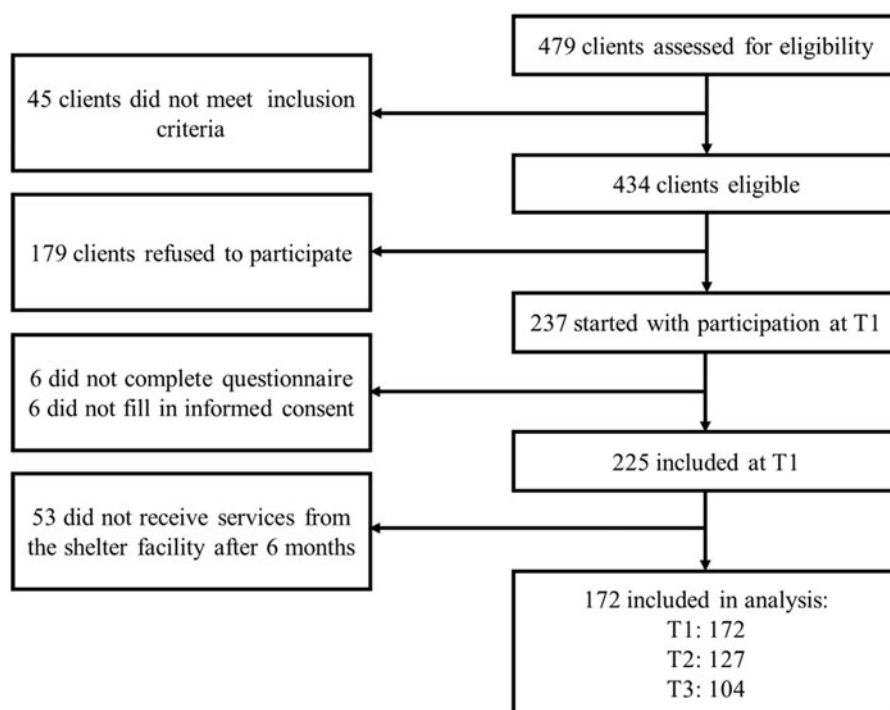 479 clients assessed for eligibility
45 clients did not meet inclusion
criteria
434 clients eligible
179 clients refused to participate
237 started with participation at T1
6 did not complete questionnaire
6 did not fill in informed consent
225 included at T1
53 did not receive services from
the shelter facility after 6 months
172 included in analysis:
T1: 172
T2: 127
T3: 104